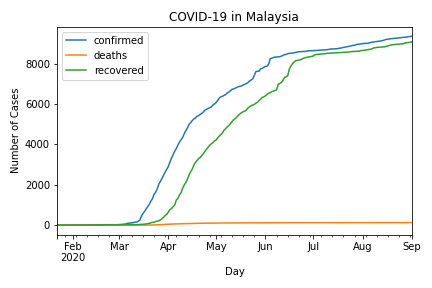 COVID-19 in Malaysia
confirmed
deaths
recovered
Number of Cases
8000
6000
4000
2000
0
Feb Mar Apr May Jun Jul Aug Sep
2020
Day